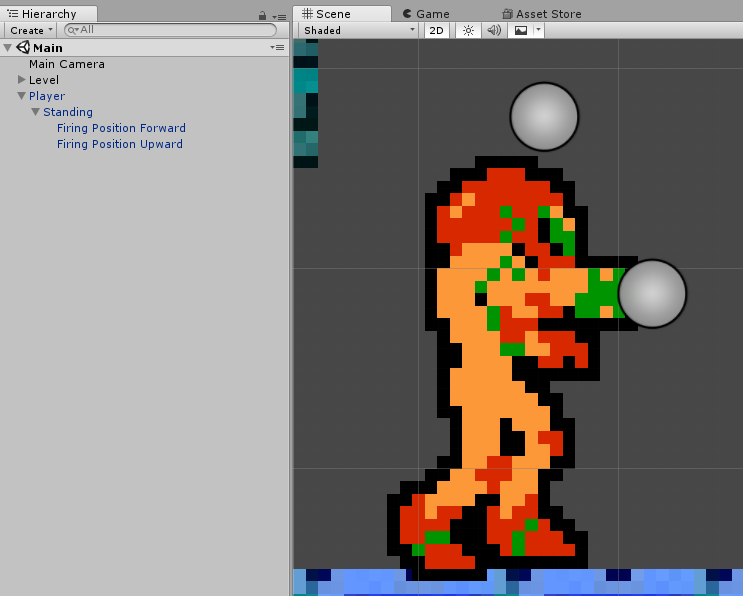 Hierarchy
Create
All
Main
Main Camera
Level
Player
Standing
Firing Position Forward
Firing Position Upward
Scene
Game
Asset Store
Shaded
2D